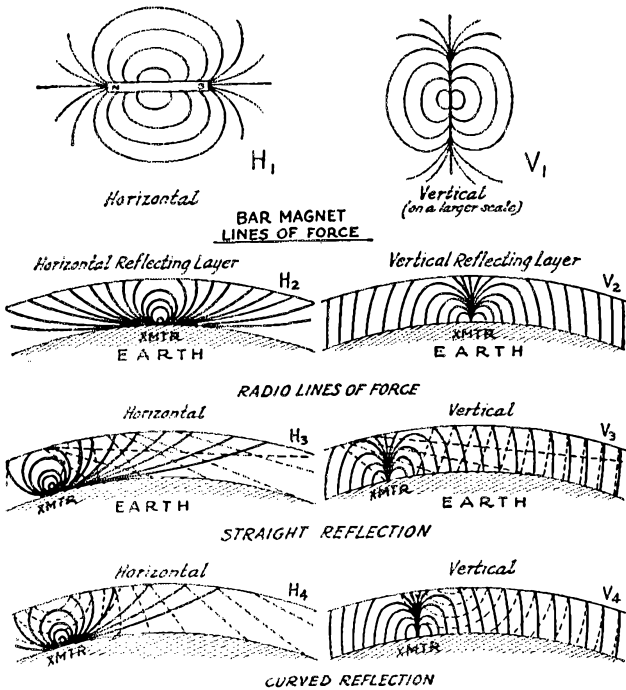 N S
H1
V1
Horizontal
Vertical
(on a larger scale)
BAR MAGNET
LINES OF FORCE
Horizontal Reflecting Layer
H2
Vertical Reflecting Layer
V2
XMTR
EARTH
XMTR
EARTH
RADIO LINES OF FORCE
Horizontal
H3
Vertical
V3
XMTR
EARTH
XMTR
EARTH
STRAIGHT REFLECTION
Horizontal
H4
Vertical
V4
XMTR
XMTR
CURVED REFLECTION